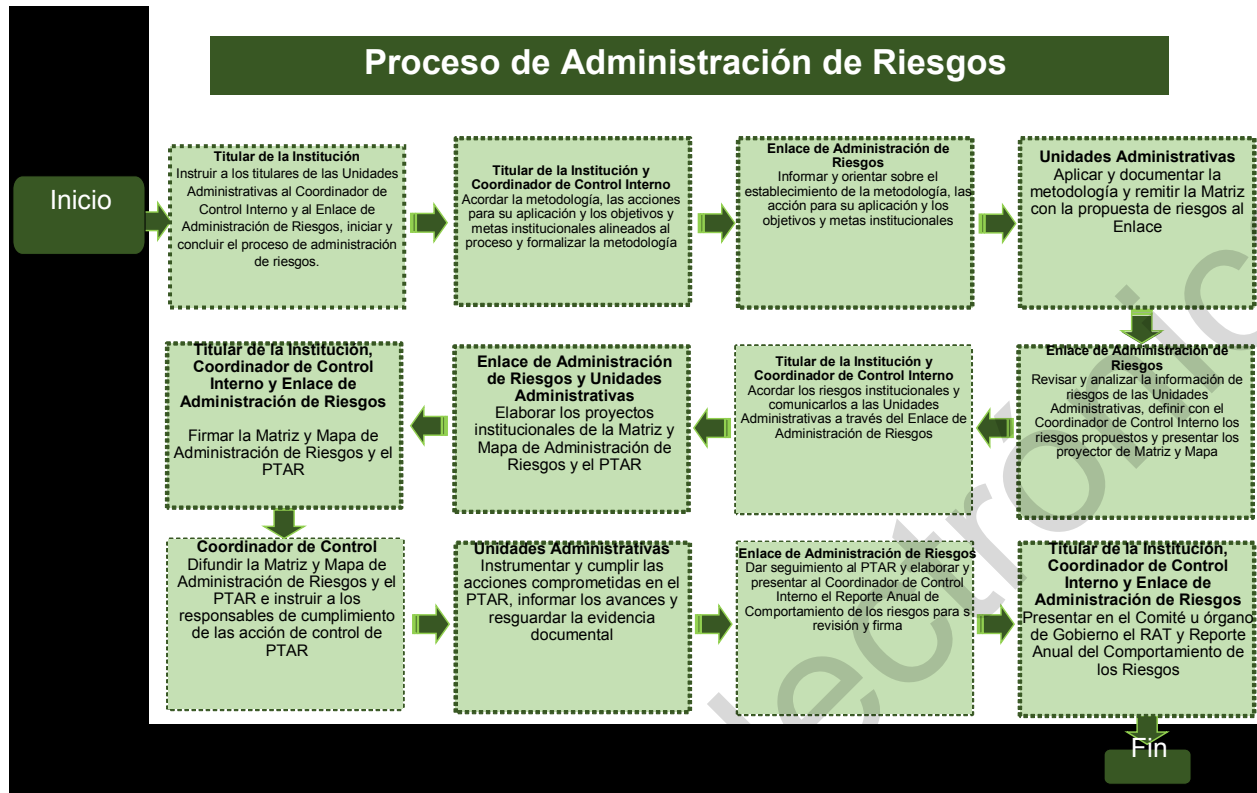 Proceso de Administración de Riesgos
Inicio
Titular de la Institución
Instruir a los titulares de las Unidades
Administrativas al Coordinador de
Control Interno y al Enlace de
Administración de Riesgos, iniciar y
concluir el proceso de administración
de riesgos.
Titular de la Institución y
Coordinador de Control Interno
Acordar la metodología, las acciones
para su aplicación y los objetivos y
metas institucionales alineados al
proceso y formalizar la metodología
Enlace de Administración de
Riesgos
Informar y orientar sobre el
establecimiento de la metodología, las
acción para su aplicación y los
objetivos y metas institucionales
Unidades Administrativas
Aplicar y documentar la
metodología y remitir la Matriz
con la propuesta de riesgos al
Enlace
Enlace de Administración de
Riesgos
Revisar y analizar la información de
riesgos de las Unidades
Administrativas, definir con el
Coordinador de Control Interno los
riesgos propuestos y presentar los
proyector de Matriz y Mapa
Titular de la Institución y
Coordinador de Control Interno
Acordar los riesgos institucionales y
comunicarlos a las Unidades
Administrativas a través del Enlace de
Administración de Riesgos
Enlace de Administración
de Riesgos y Unidades
Administrativas
Elaborar los proyectos
institucionales de la Matriz y
Mapa de Administración de
Riesgos y el PTAR
Titular de la Institución,
Coordinador de Control
Interno y Enlace de
Administración de Riesgos
Firmar la Matriz y Mapa de
Administración de Riesgos y el
PTAR
Coordinador de Control
Difundir la Matriz y Mapa de
Administración de Riesgos y el
PTAR e instruir a los
responsables de cumplimiento
de las acción de control de
PTAR
Unidades Administrativas
Instrumentar y cumplir las
acciones comprometidas en el
PTAR, informar los avances y
resguardar la evidencia
documental
Enlace de Administración de Riesgos
Dar seguimiento al PTAR y elaborar y
presentar al Coordinador de Control
Interno el Reporte Anual de
Comportamiento de los riesgos para s
revisión y firma
Titular de la Institución,
Coordinador de Control
Interno y Enlace de
Administración de Riesgos
Presentar en el Comité u órgano
de Gobierno el RAT y Reporte
Anual del Comportamiento de
los Riesgos
Fin
lectronic